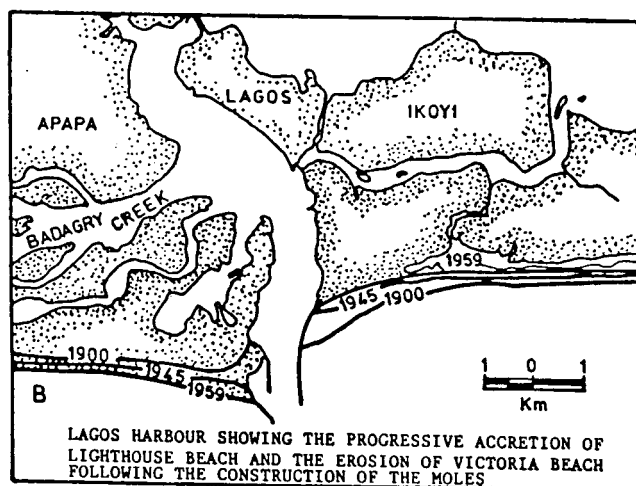 LAGOS
IKOYI
APAPA
BADAGRY CREEK
1959
1945
1900
1900
1945
1959
B
1 0 1
Km
LAGOS HARBOUR SHOWING THE PROGRESSIVE ACCRETION OF
LIGHTHOUSE BEACH AND THE EROSION OF VICTORIA BEACH
FOLLOWING THE CONSTRUCTION OF THE MOLES